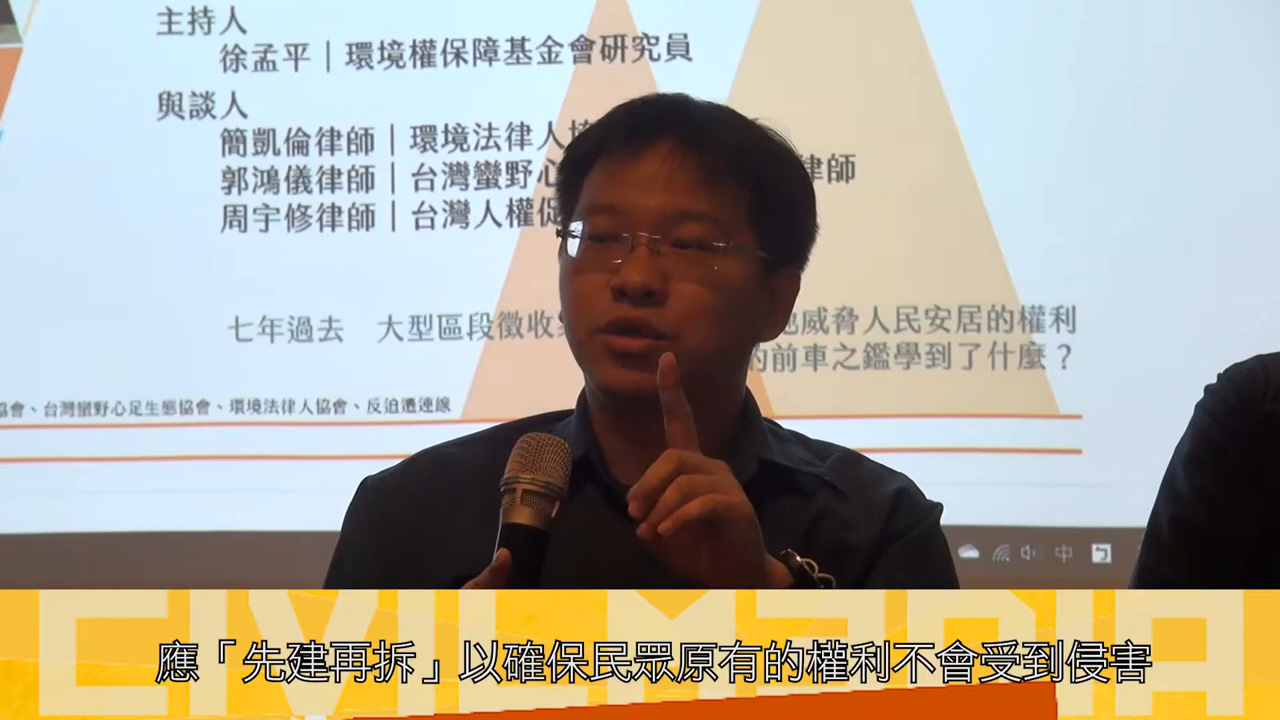 主持人
徐孟平｜環境權保障基金會研究員
與談人
簡凱倫律師｜環境法律人協
郭鴻儀律師｜台灣蠻野心 律師
周宇修律師｜台灣人權促
七年過去 大型區段徵收 地威脅人民安居的權利
的前車之鑑學到了什麼？
協會、台灣蠻野心足生態協會、環境法律人協會、反迫遷連線
中 ㄅ
CIVIL MEDIA
應「先建再拆」以確保民眾原有的權利不會受到侵害